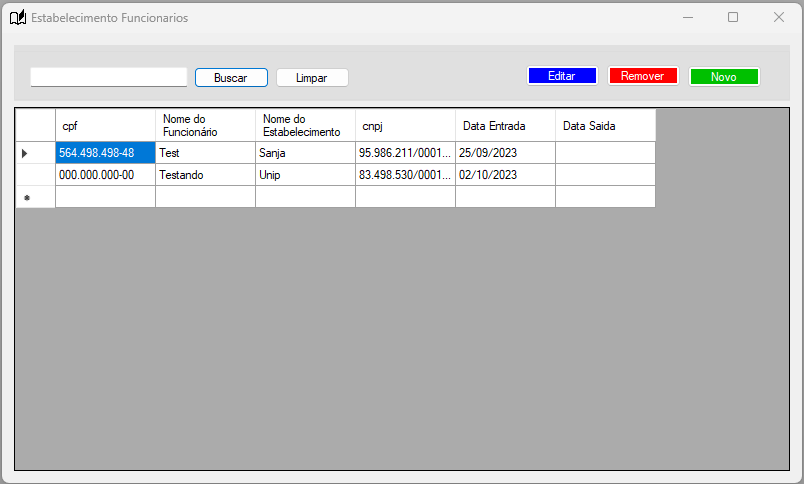 Estabelecimento Funcionarios
Buscar Limpar Editar Remover Novo
cpf Nome do Funcionário Nome do Estabelecimento cnpj Data Entrada Data Saida
564.498.498-48 Test Sanja 95.986.211/0001... 25/09/2023
000.000.000-00 Testando Unip 83.498.530/0001... 02/10/2023